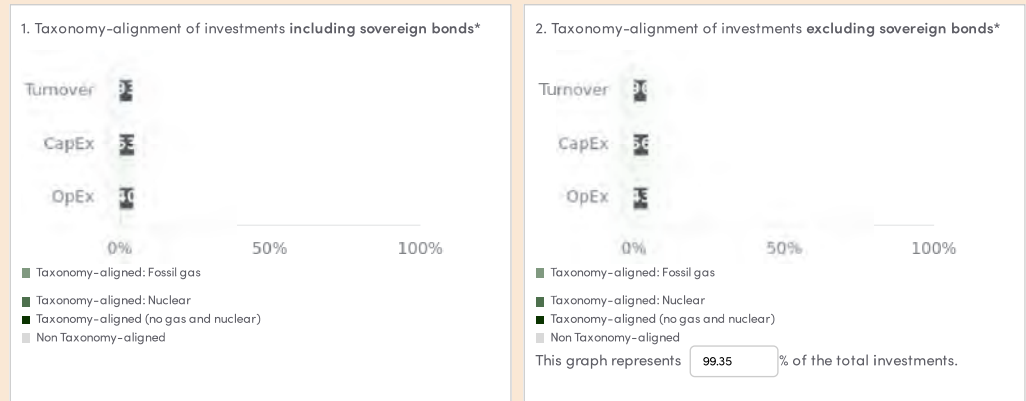 1. Taxonomy-alignment of investments including sovereign bonds*
Turnover
CapEx
OpEx
0% 50% 100%
Taxonomy-aligned: Fossil gas
Taxonomy-aligned: Nuclear
Taxonomy-aligned (no gas and nuclear)
Non Taxonomy-aligned
2. Taxonomy-alignment of investments excluding sovereign bonds*
Turnover
CapEx
OpEx
0% 50% 100%
Taxonomy-aligned: Fossil gas
Taxonomy-aligned: Nuclear
Taxonomy-aligned (no gas and nuclear)
Non Taxonomy-aligned
This graph represents 99.35 % of the total investments.